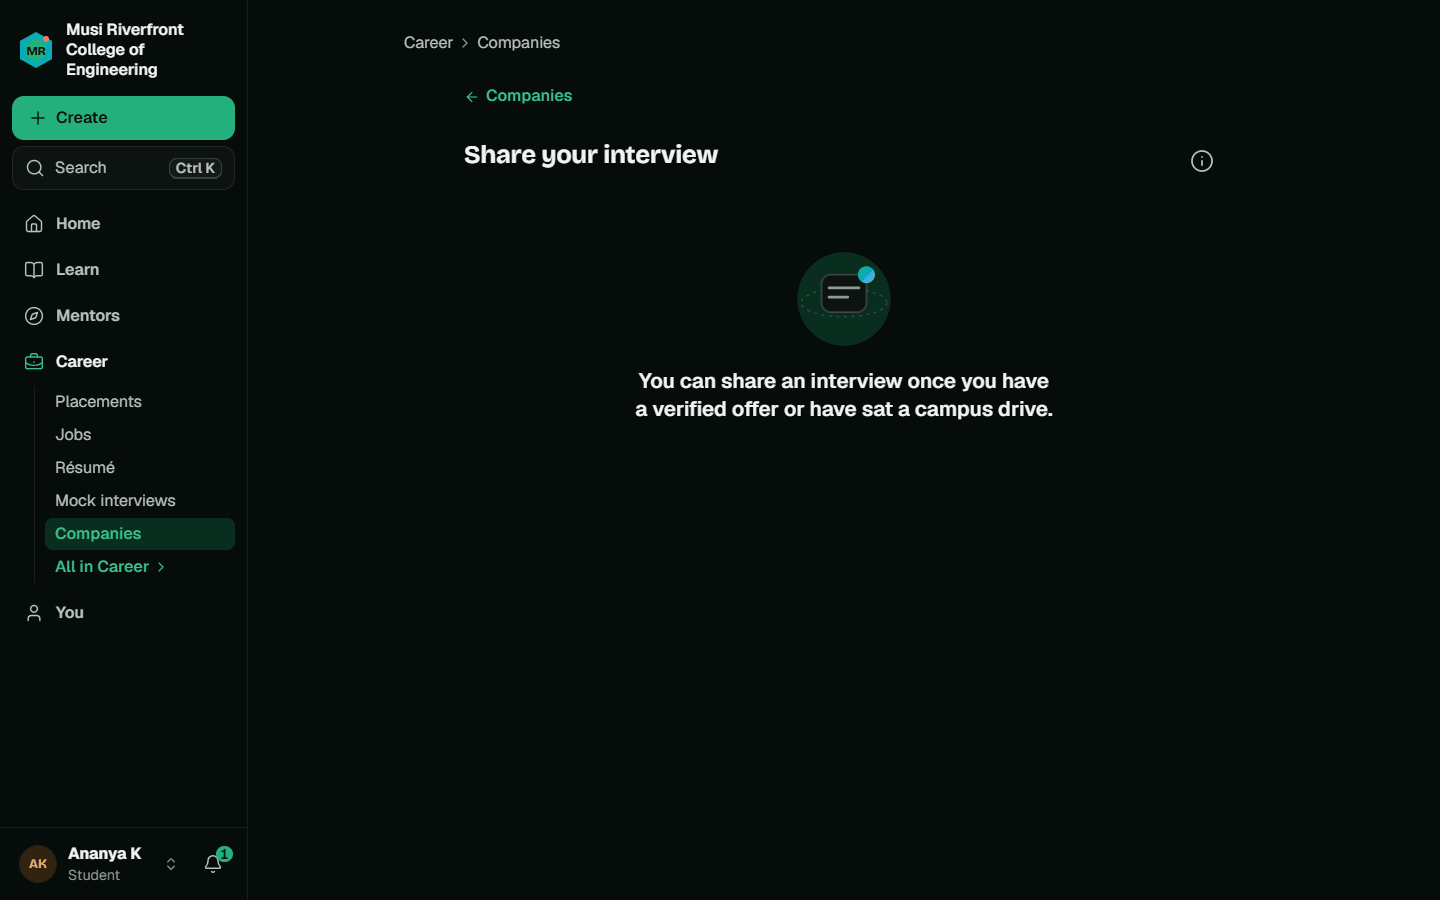 MR
Musi Riverfront
College of
Engineering
Create
Search
Ctrl K
Home
Learn
Mentors
Career
Placements
Jobs
Résumé
Mock interviews
Companies
All in Career
You
AK
Ananya K
Student
1
Career
Companies
Companies
Share your interview
You can share an interview once you have
a verified offer or have sat a campus drive.